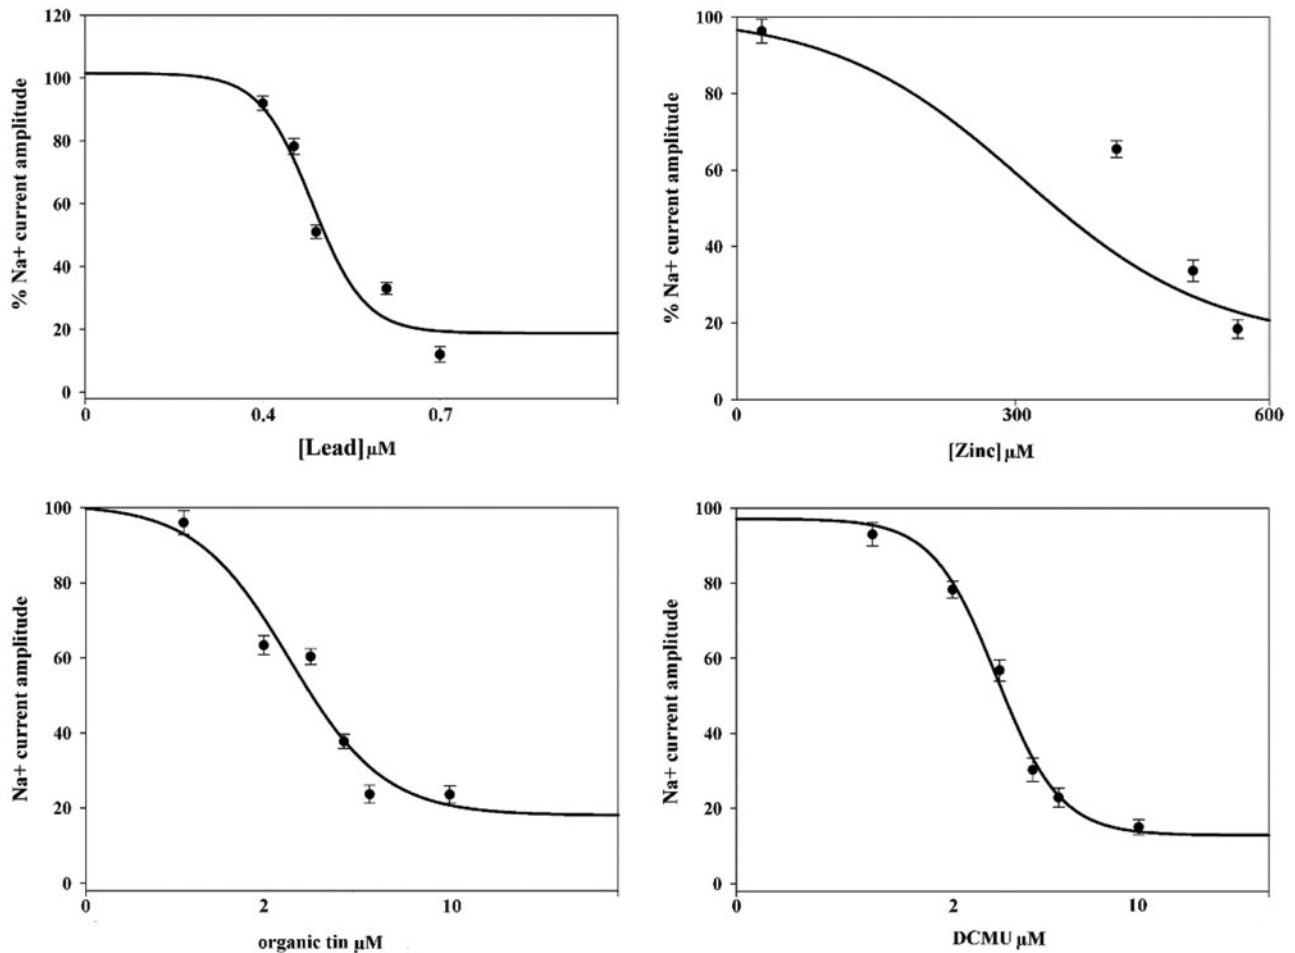 120
100
80
60
40
20
0
% Na+ current amplitude
0 0.4 0.7
[Lead] μM
100
80
60
40
20
0
% Na+ current amplitude
0 300 600
[Zinc] μM
100
80
60
40
20
0
Na+ current amplitude
0 2 10
organic tin μM
100
80
60
40
20
0
Na+ current amplitude
0 2 10
DCMU μM